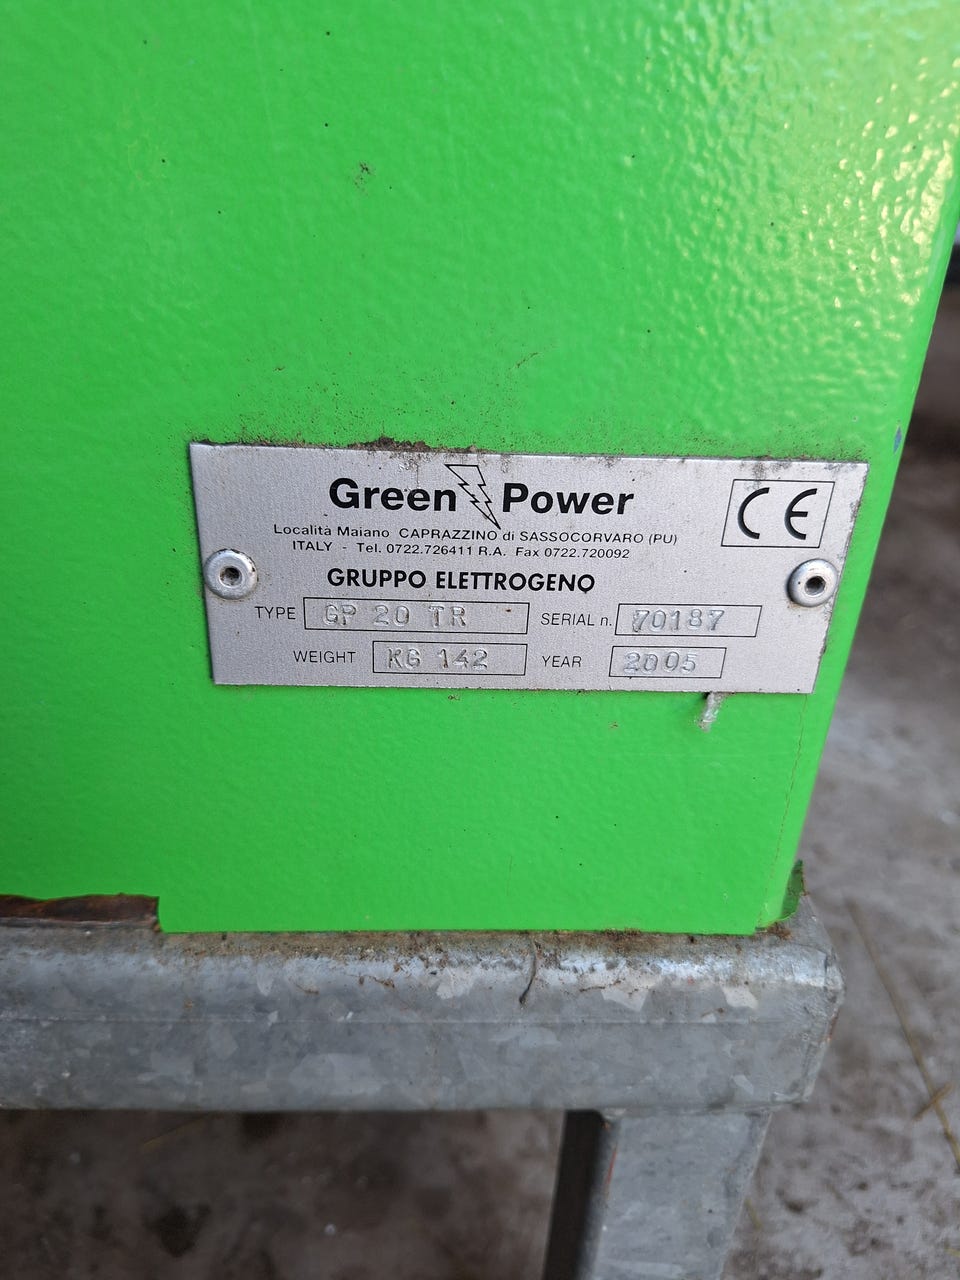 Green Power
CE
Località Maiano CAPRAZZINO di SASSOCORVARO (PU)
ITALY - Tel. 0722.726411 R.A. Fax 0722.720092
GRUPPO ELETTROGENO
TYPE GP 20 TR SERIAL n. 70187
WEIGHT KG 142 YEAR 2005